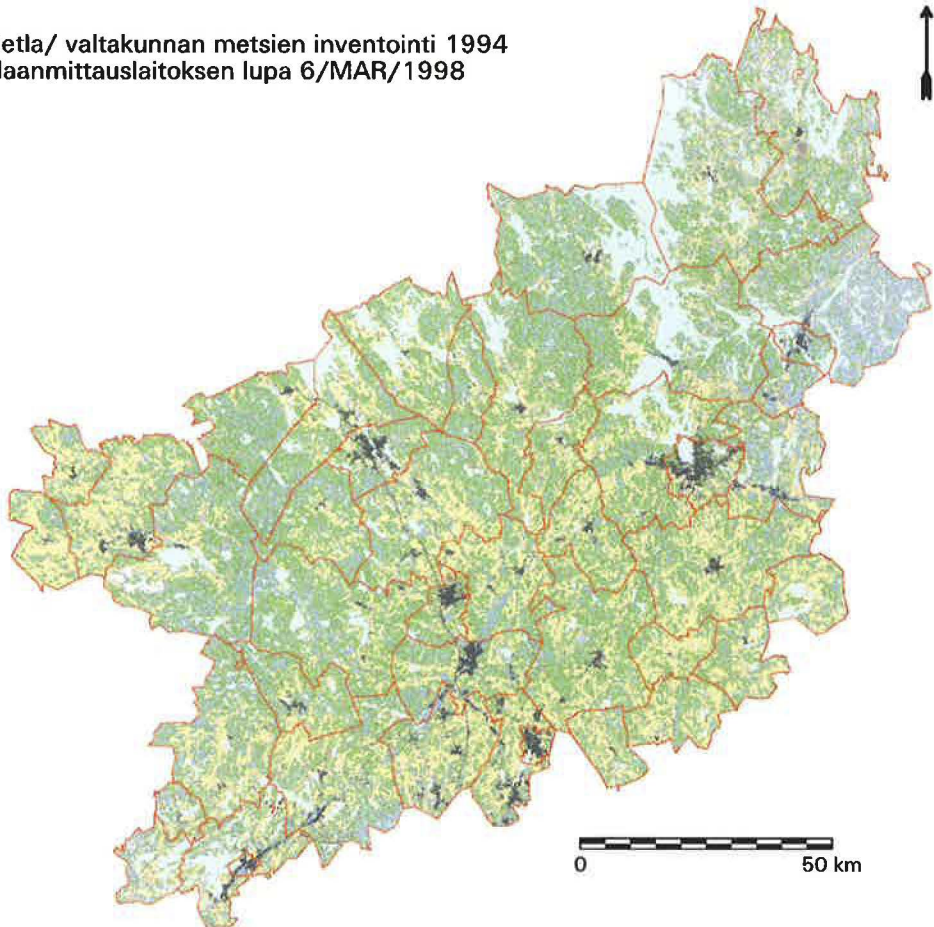 etla/ valtakunnan metsien inventointi 1994
laanmittauslaitoksen lupa 6/MAR/1998
0 50 km